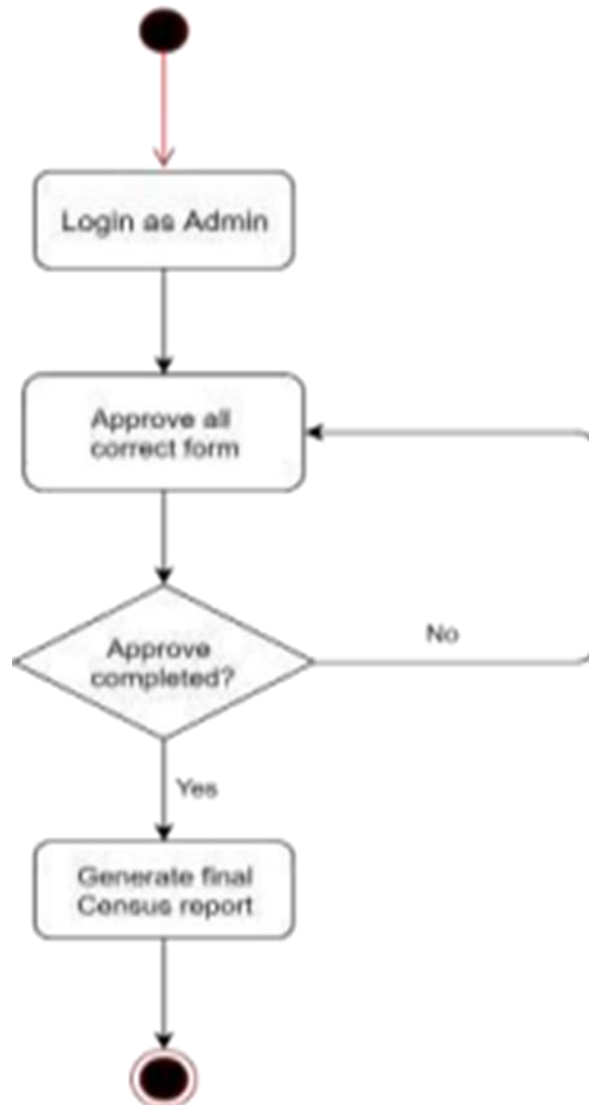 Login as Admin
Approve all
correct form
Approve
completed?
No
Yes
Generate final
Census report